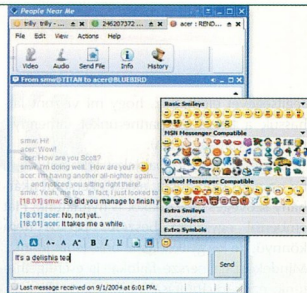 People Near Me
trilly trilly - ...
246207372 ...
acer : REND...
File Edit View Actions Help
Video Audio Send File Info History
From smw@TITAN to acer@BLUEBIRD
smw: Hi
acer: Wow!
acer: How are you Scott?
smw: I'm doing well. How are you?
acer: I'm having another all-nighter again
... and noticed you sitting right there!
smw: Yeah, me too. In fact, I just looked to
[18.01] smw: So did you manage to finish y
[18.01] acer: No, not yet..
[18.01] acer: It takes me a while.
A A A+ A A* B I U
It's a delishis tea
Send
Last message received on 9/1/2004 at 6:01 PM.
Basic Smileys
MSN Messenger Compatible
Yahoo! Messenger Compatible
Extra Smileys
Extra Objects
Extra Symbols